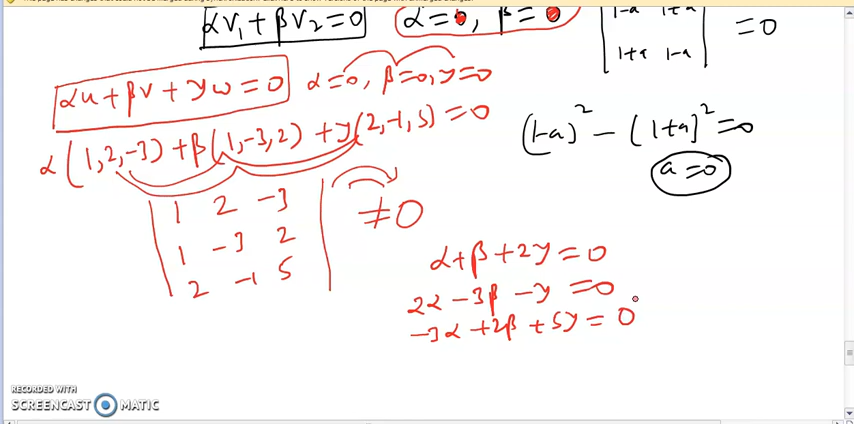 αv₁ + βv₂ = 0
α = 0, β = 0
|1-a 1+a|
|1+a 1-a| = 0
αu + βv + γw = 0
α = 0, β = 0, γ = 0
α(1, 2, -3) + β(1, -3, 2) + γ(2, -1, 5) = 0
(1-a)² - (1+a)² = 0
a = 0
|1 2 -3|
|1 -3 2| ≠ 0
|2 -1 5|
α + β + 2γ = 0
2α - 3β - γ = 0
-3α + 2β + 5γ = 0
RECORDED WITH
SCREENCAST MATIC